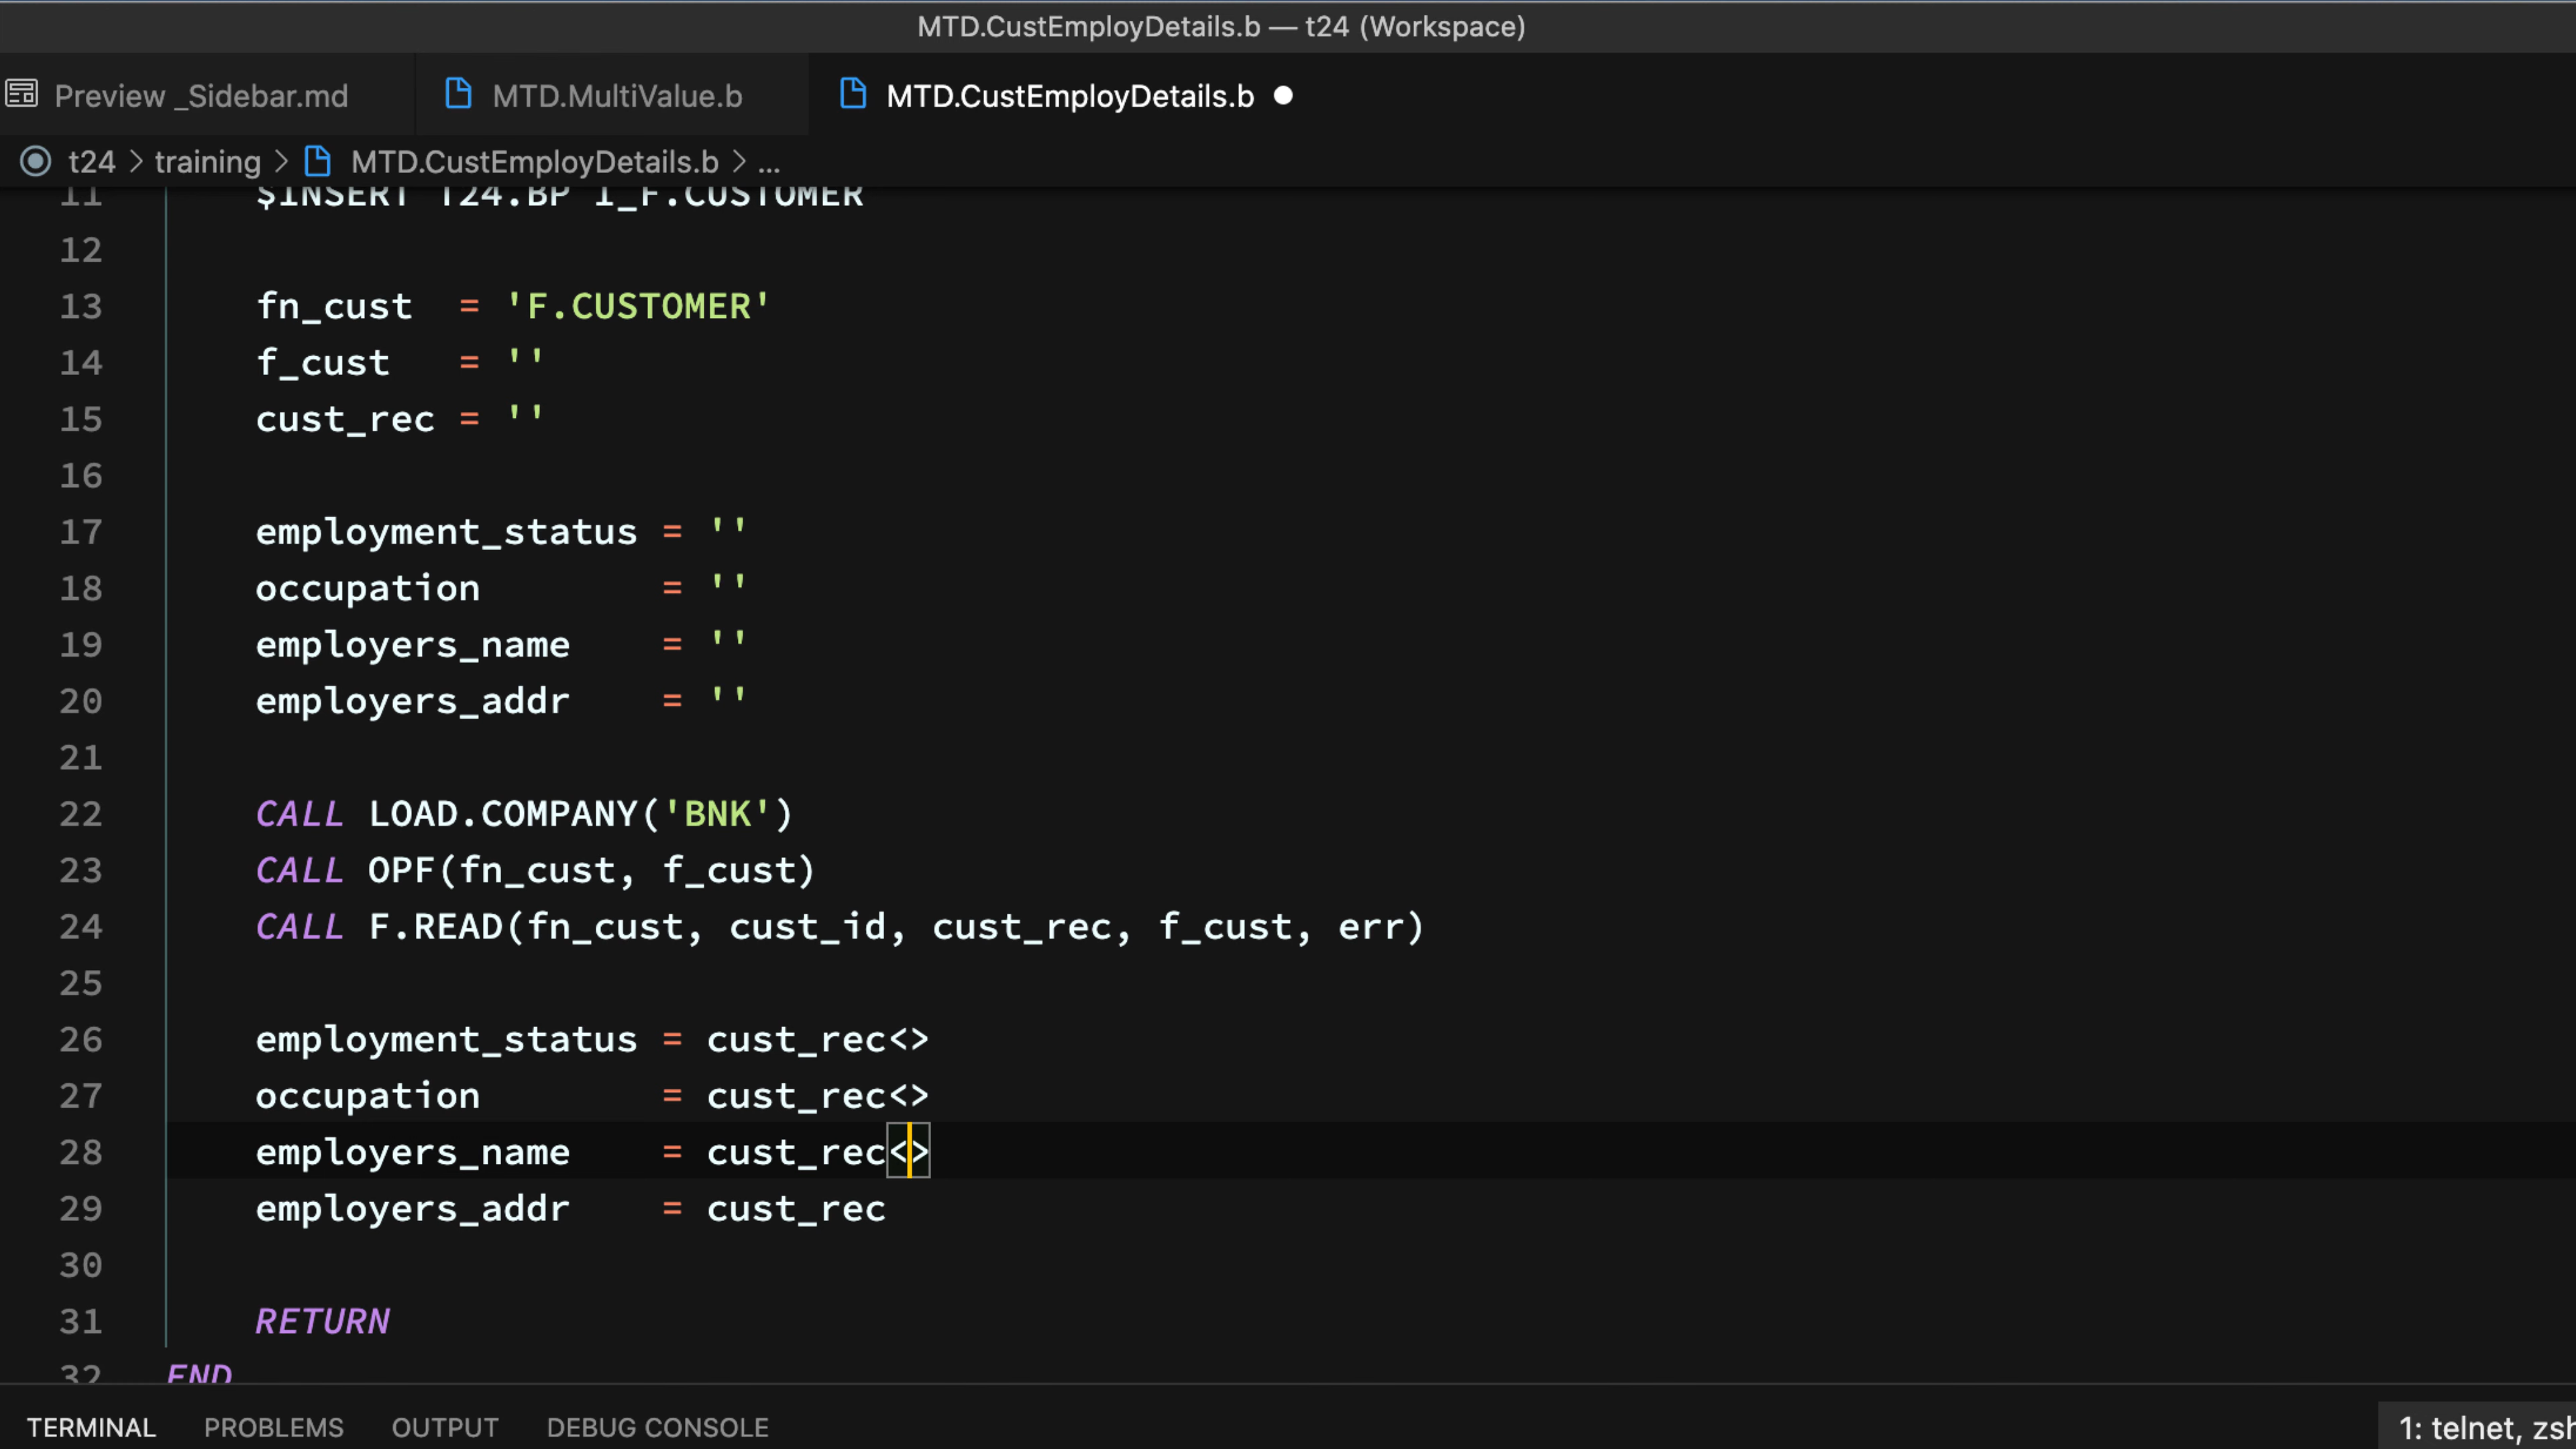 MTD.CustEmployDetails.b — t24 (Workspace)
Preview _Sidebar.md MTD.MultiValue.b MTD.CustEmployDetails.b
t24 > training > MTD.CustEmployDetails.b > ...
11 $INSERT T24.BP I_F.CUSTOMER
12
13 fn_cust = 'F.CUSTOMER'
14 f_cust = ''
15 cust_rec = ''
16
17 employment_status = ''
18 occupation = ''
19 employers_name = ''
20 employers_addr = ''
21
22 CALL LOAD.COMPANY('BNK')
23 CALL OPF(fn_cust, f_cust)
24 CALL F.READ(fn_cust, cust_id, cust_rec, f_cust, err)
25
26 employment_status = cust_rec<>
27 occupation = cust_rec<>
28 employers_name = cust_rec<>
29 employers_addr = cust_rec
30
31 RETURN
32 END
TERMINAL PROBLEMS OUTPUT DEBUG CONSOLE 1: telnet, zsh